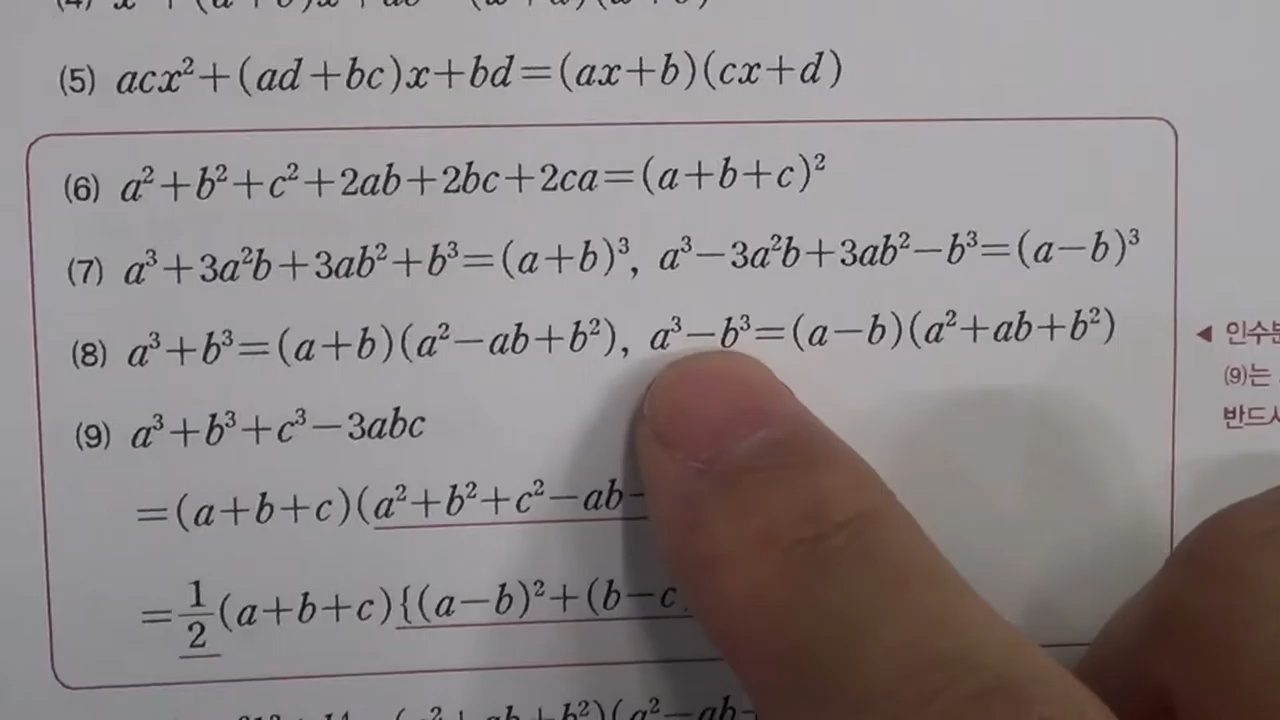 (5) acx²+(ad+bc)x+bd=(ax+b)(cx+d)
(6) a²+b²+c²+2ab+2bc+2ca=(a+b+c)²
(7) a³+3a²b+3ab²+b³=(a+b)³, a³−3a²b+3ab²−b³=(a−b)³
(8) a³+b³=(a+b)(a²−ab+b²), a³−b³=(a−b)(a²+ab+b²)
◀ 인수분
(9)는
반드시
(9) a³+b³+c³−3abc
=(a+b+c)(a²+b²+c²−ab−
=1/2(a+b+c){(a−b)²+(b−c